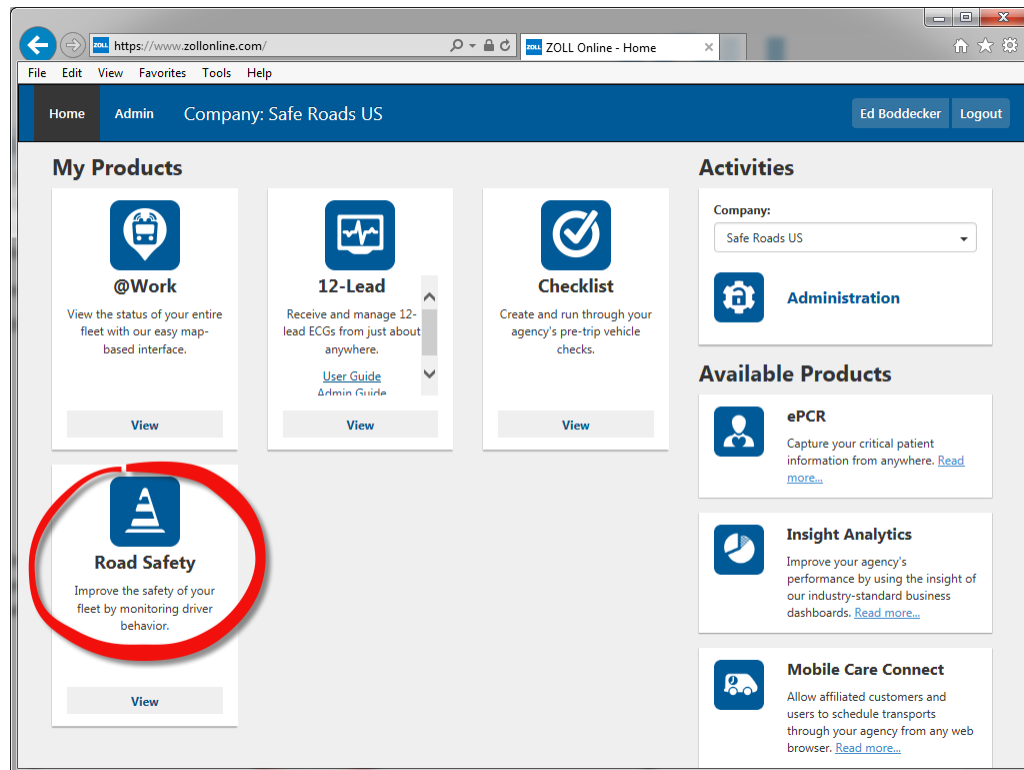 ZOLL https://www.zollonline.com/
ZOLL ZOLL Online - Home
File Edit View Favorites Tools Help
Home Admin Company: Safe Roads US Ed Boddecker Logout
My Products
@Work
View the status of your entire
fleet with our easy map-
based interface.
View
12-Lead
Receive and manage 12-
lead ECGs from just about
anywhere.
User Guide
Admin Guide
View
Checklist
Create and run through your
agency's pre-trip vehicle
checks.
View
Road Safety
Improve the safety of your
fleet by monitoring driver
behavior.
View
Activities
Company:
Safe Roads US
Administration
Available Products
ePCR
Capture your critical patient
information from anywhere. Read
more...
Insight Analytics
Improve your agency's
performance by using the insight of
our industry-standard business
dashboards. Read more...
Mobile Care Connect
Allow affiliated customers and
users to schedule transports
through your agency from any web
browser. Read more...